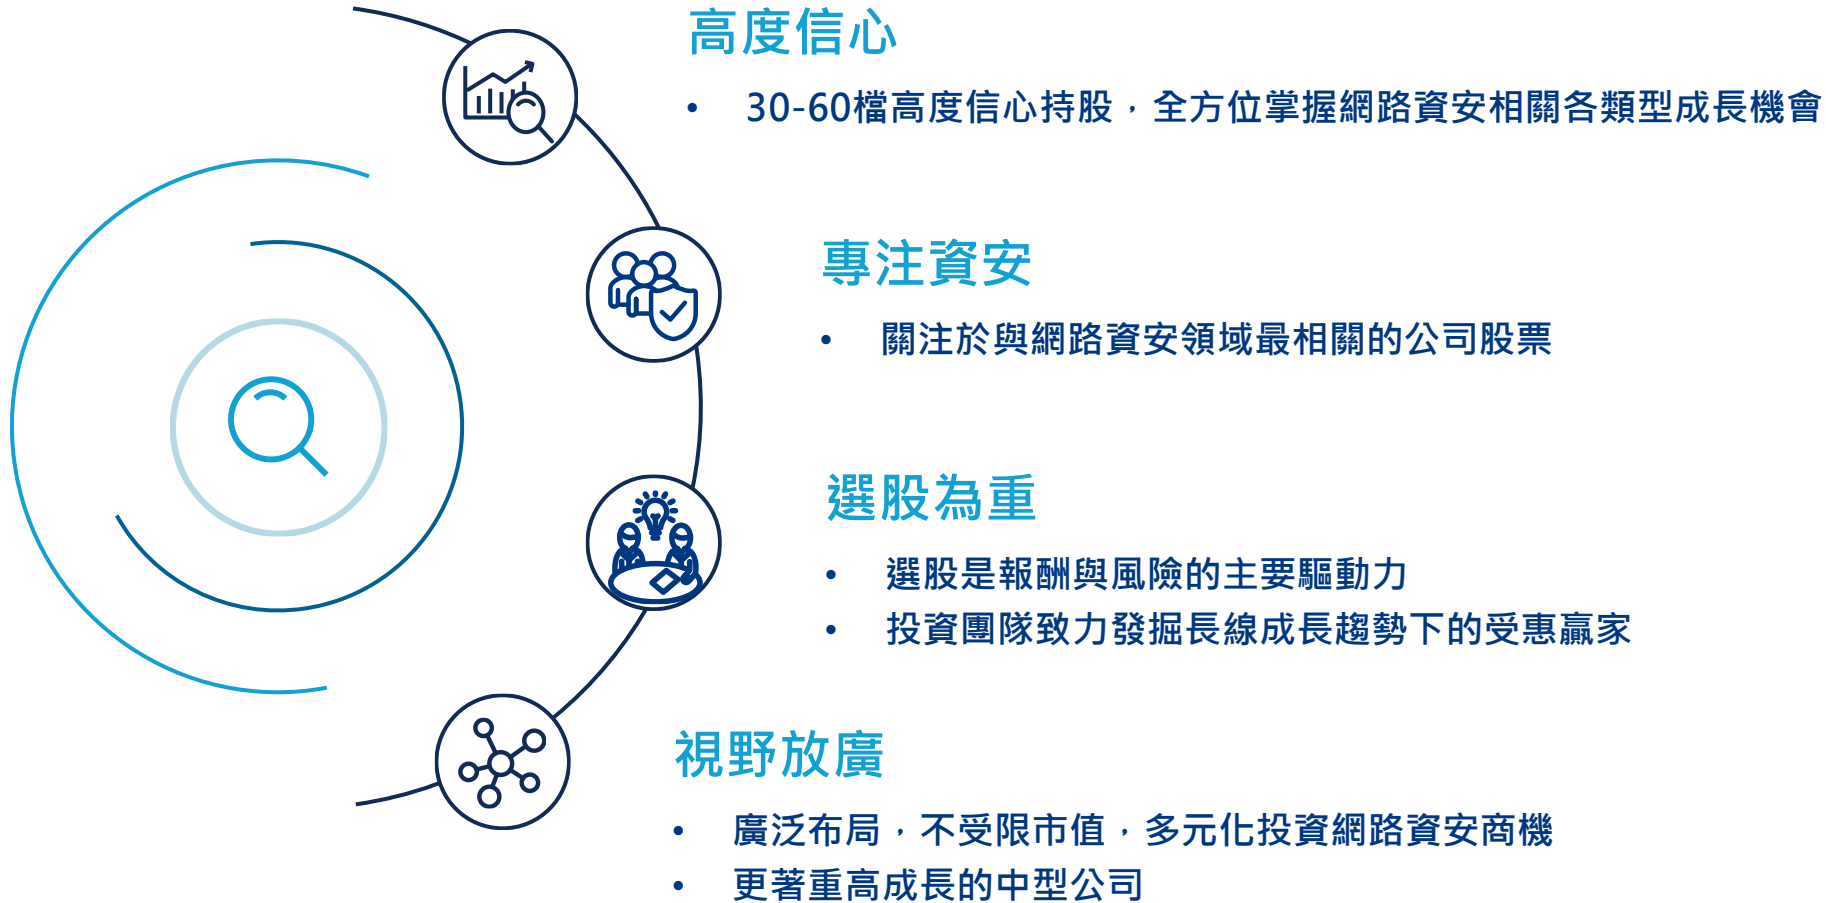 高度信心
• 30-60檔高度信心持股，全方位掌握網路資安相關各類型成長機會
專注資安
• 關注於與網路資安領域最相關的公司股票
選股為重
• 選股是報酬與風險的主要驅動力
• 投資團隊致力發掘長線成長趨勢下的受惠贏家
視野放廣
• 廣泛布局，不受限市值，多元化投資網路資安商機
• 更著重高成長的中型公司